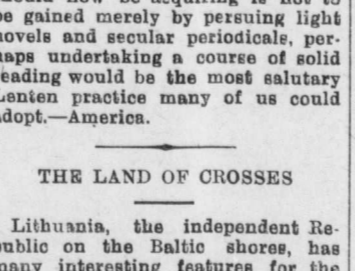 be gained merely by persuing light
novels and secular periodicals, per-
haps undertaking a course of solid
reading would be the most salutary
Lenten practice many of us could
adopt.—America.
THE LAND OF CROSSES
Lithuania, the independent Re-
public on the Baltic shores, has
many interesting features for the